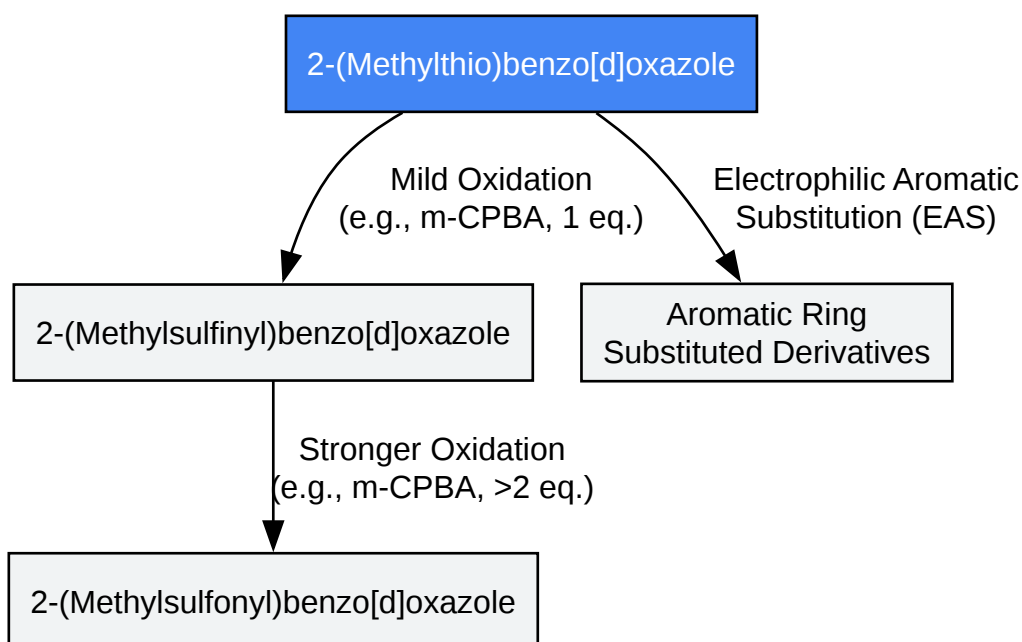 2-(Methylthio)benzo[d]oxazole
Mild Oxidation
(e.g., m-CPBA, 1 eq.)
Electrophilic Aromatic
Substitution (EAS)
2-(Methylsulfinyl)benzo[d]oxazole
Aromatic Ring
Substituted Derivatives
Stronger Oxidation
(e.g., m-CPBA, >2 eq.)
2-(Methylsulfonyl)benzo[d]oxazole